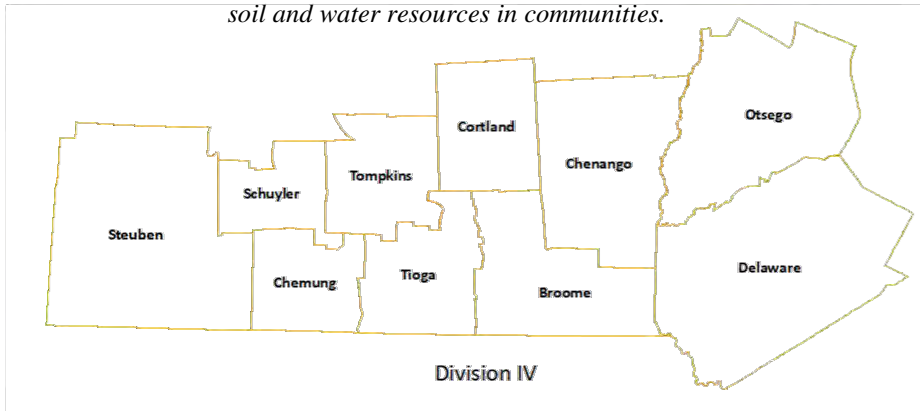 soil and water resources in communities.
Otsego
Cortland
Chenango
Tompkins
Schuyler
Steuben
Delaware
Tioga
Chemung
Broome
Division IV